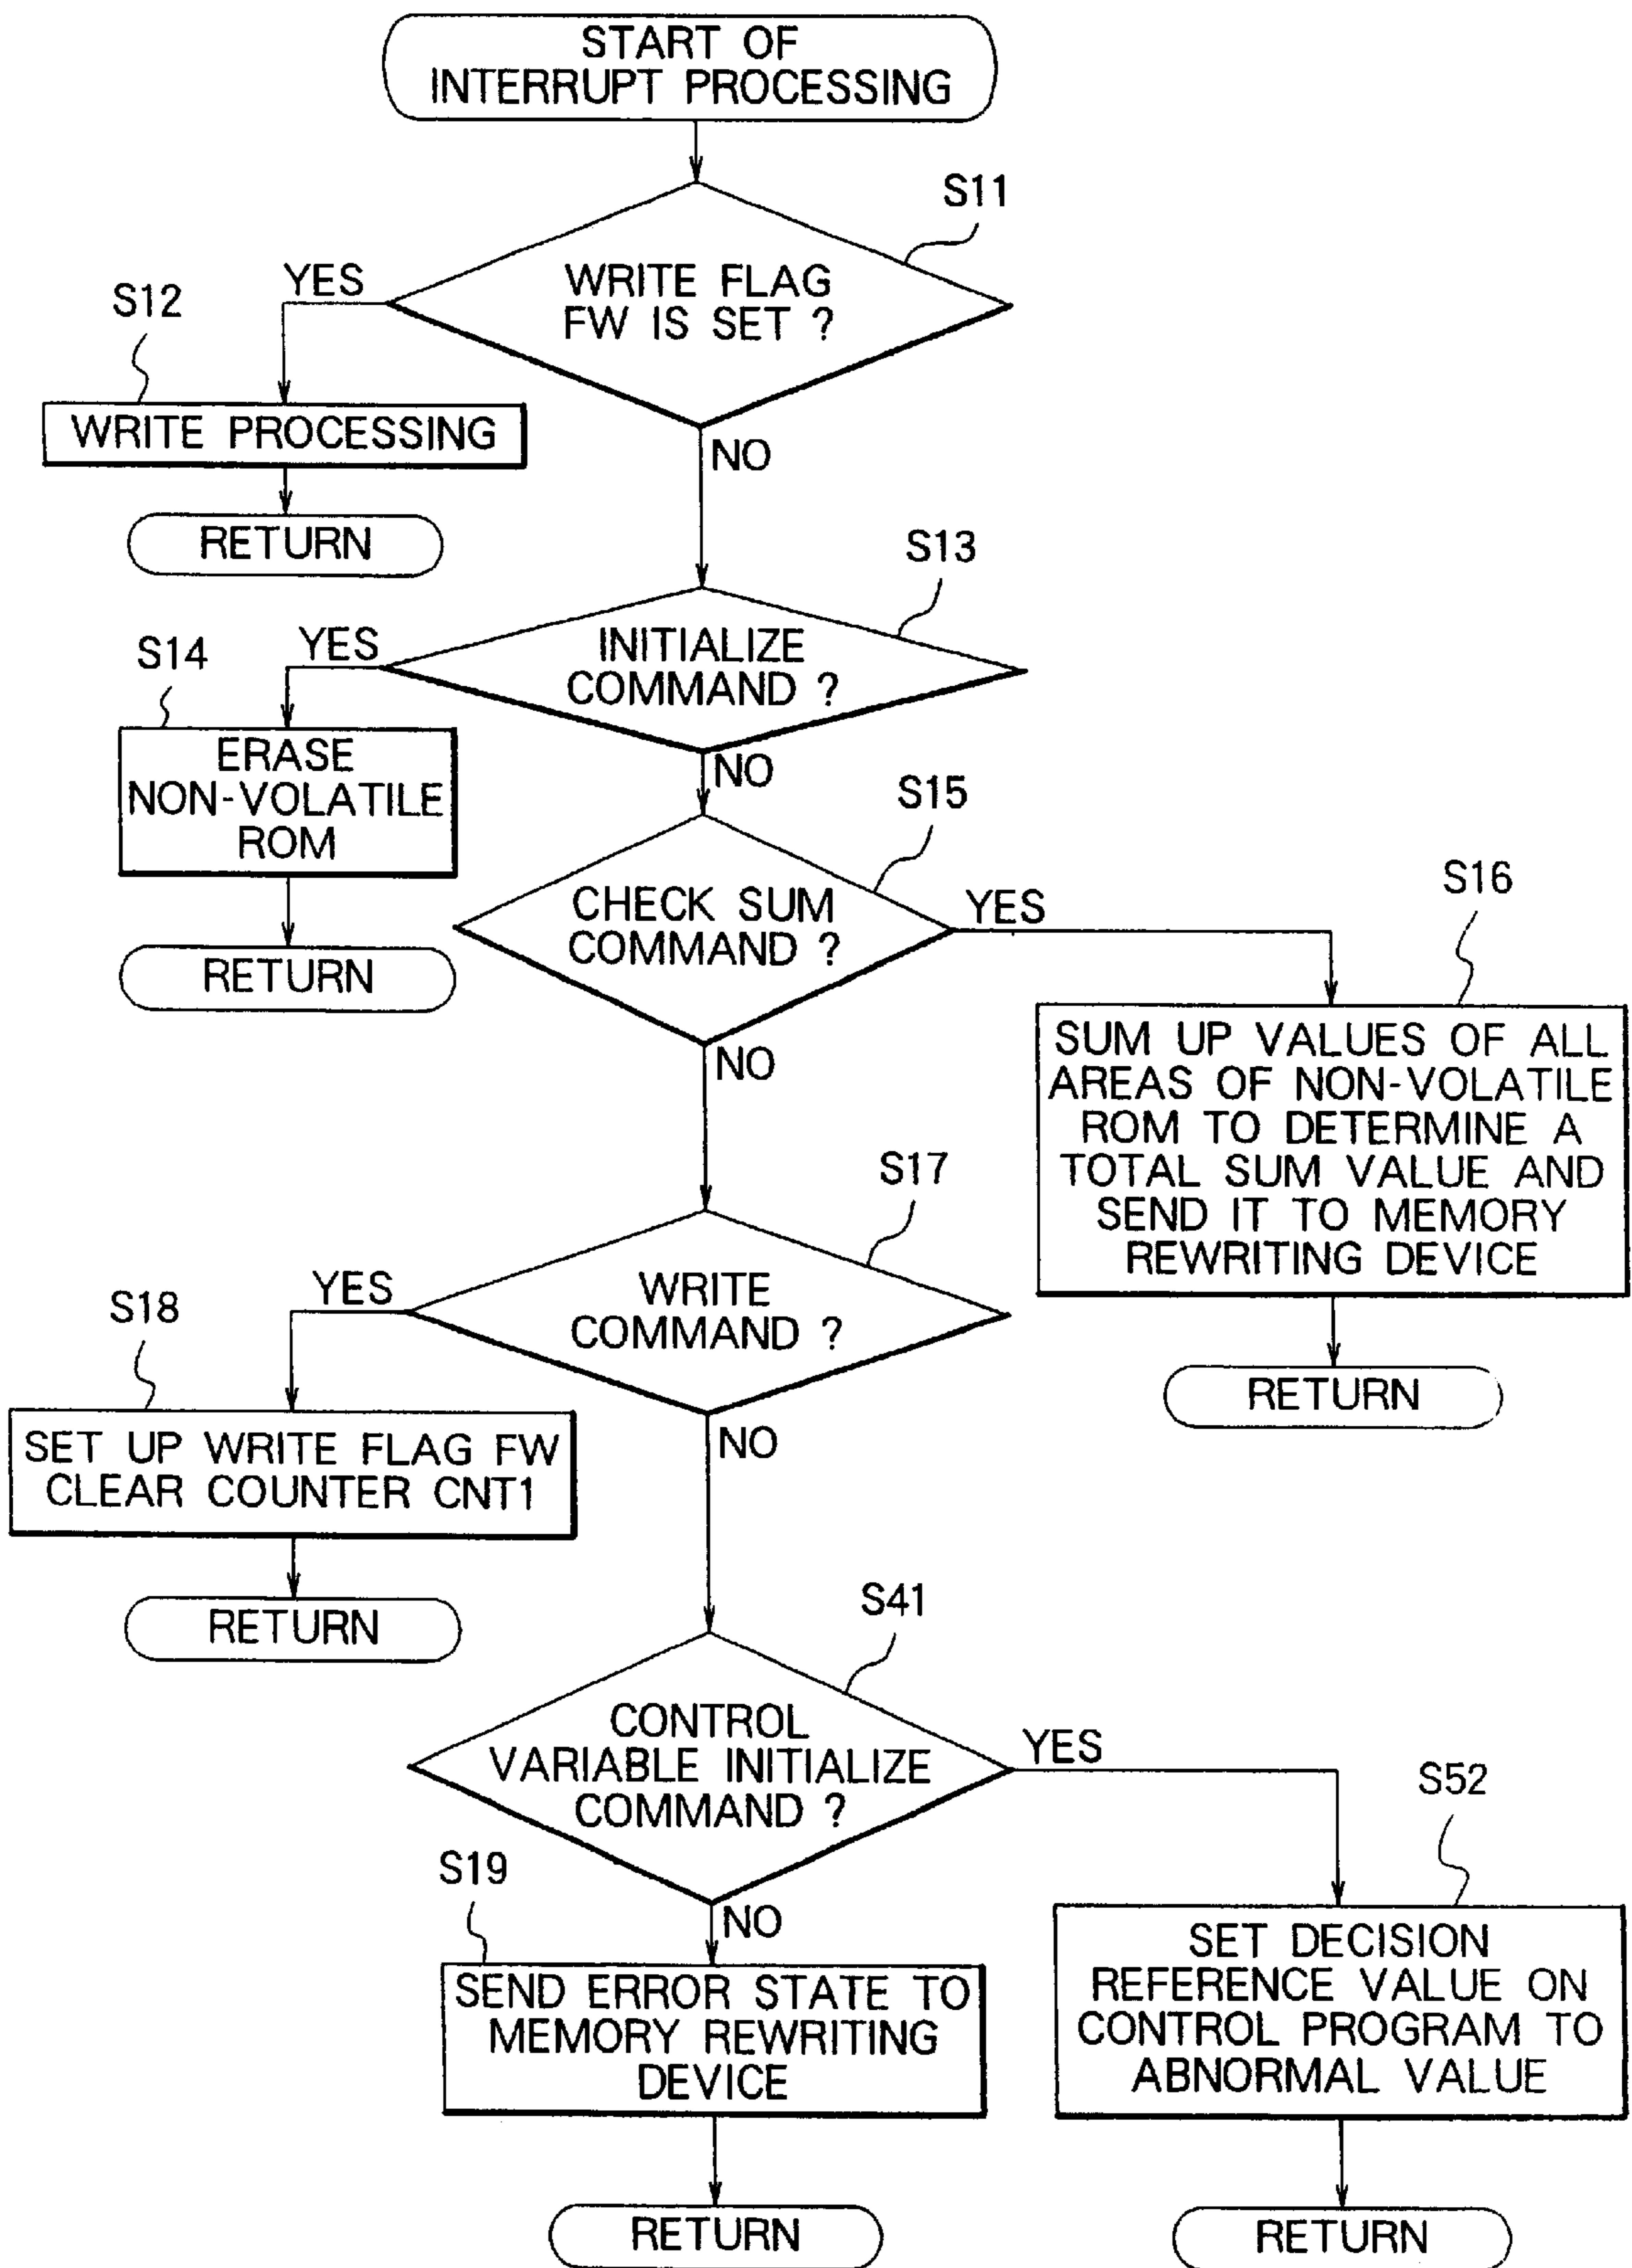 START OF
INTERRUPT PROCESSING
S11
WRITE FLAG
FW IS SET ?
YES
S12
WRITE PROCESSING
RETURN
NO
S13
INITIALIZE
COMMAND ?
YES
S14
ERASE
NON-VOLATILE
ROM
RETURN
NO
S15
CHECK SUM
COMMAND ?
YES
S16
SUM UP VALUES OF ALL
AREAS OF NON-VOLATILE
ROM TO DETERMINE A
TOTAL SUM VALUE AND
SEND IT TO MEMORY
REWRITING DEVICE
RETURN
NO
S17
WRITE
COMMAND ?
YES
S18
SET UP WRITE FLAG FW
CLEAR COUNTER CNT1
RETURN
NO
S41
CONTROL
VARIABLE INITIALIZE
COMMAND ?
YES
S52
SET DECISION
REFERENCE VALUE ON
CONTROL PROGRAM TO
ABNORMAL VALUE
RETURN
NO
S19
SEND ERROR STATE TO
MEMORY REWRITING
DEVICE
RETURN